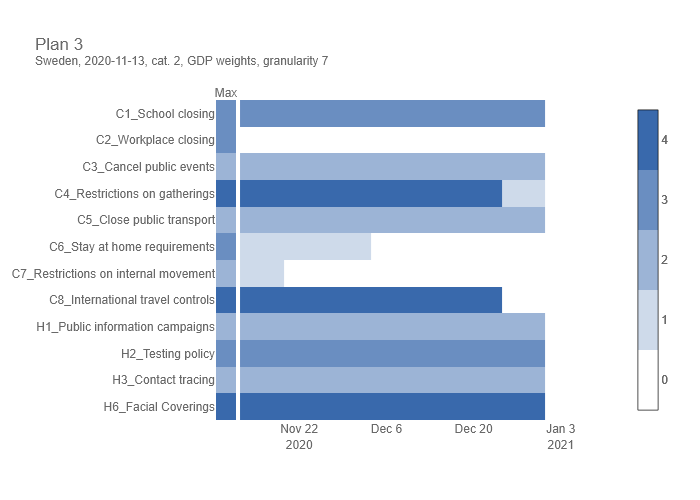 Plan 3
Sweden, 2020-11-13, cat. 2, GDP weights, granularity 7
Max
C1_School closing
C2_Workplace closing
C3_Cancel public events
C4_Restrictions on gatherings
C5_Close public transport
C6_Stay at home requirements
C7_Restrictions on internal movement
C8_International travel controls
H1_Public information campaigns
H2_Testing policy
H3_Contact tracing
H6_Facial Coverings
Nov 22 Dec 6 Dec 20 Jan 3
2020 2021
4
3
2
1
0